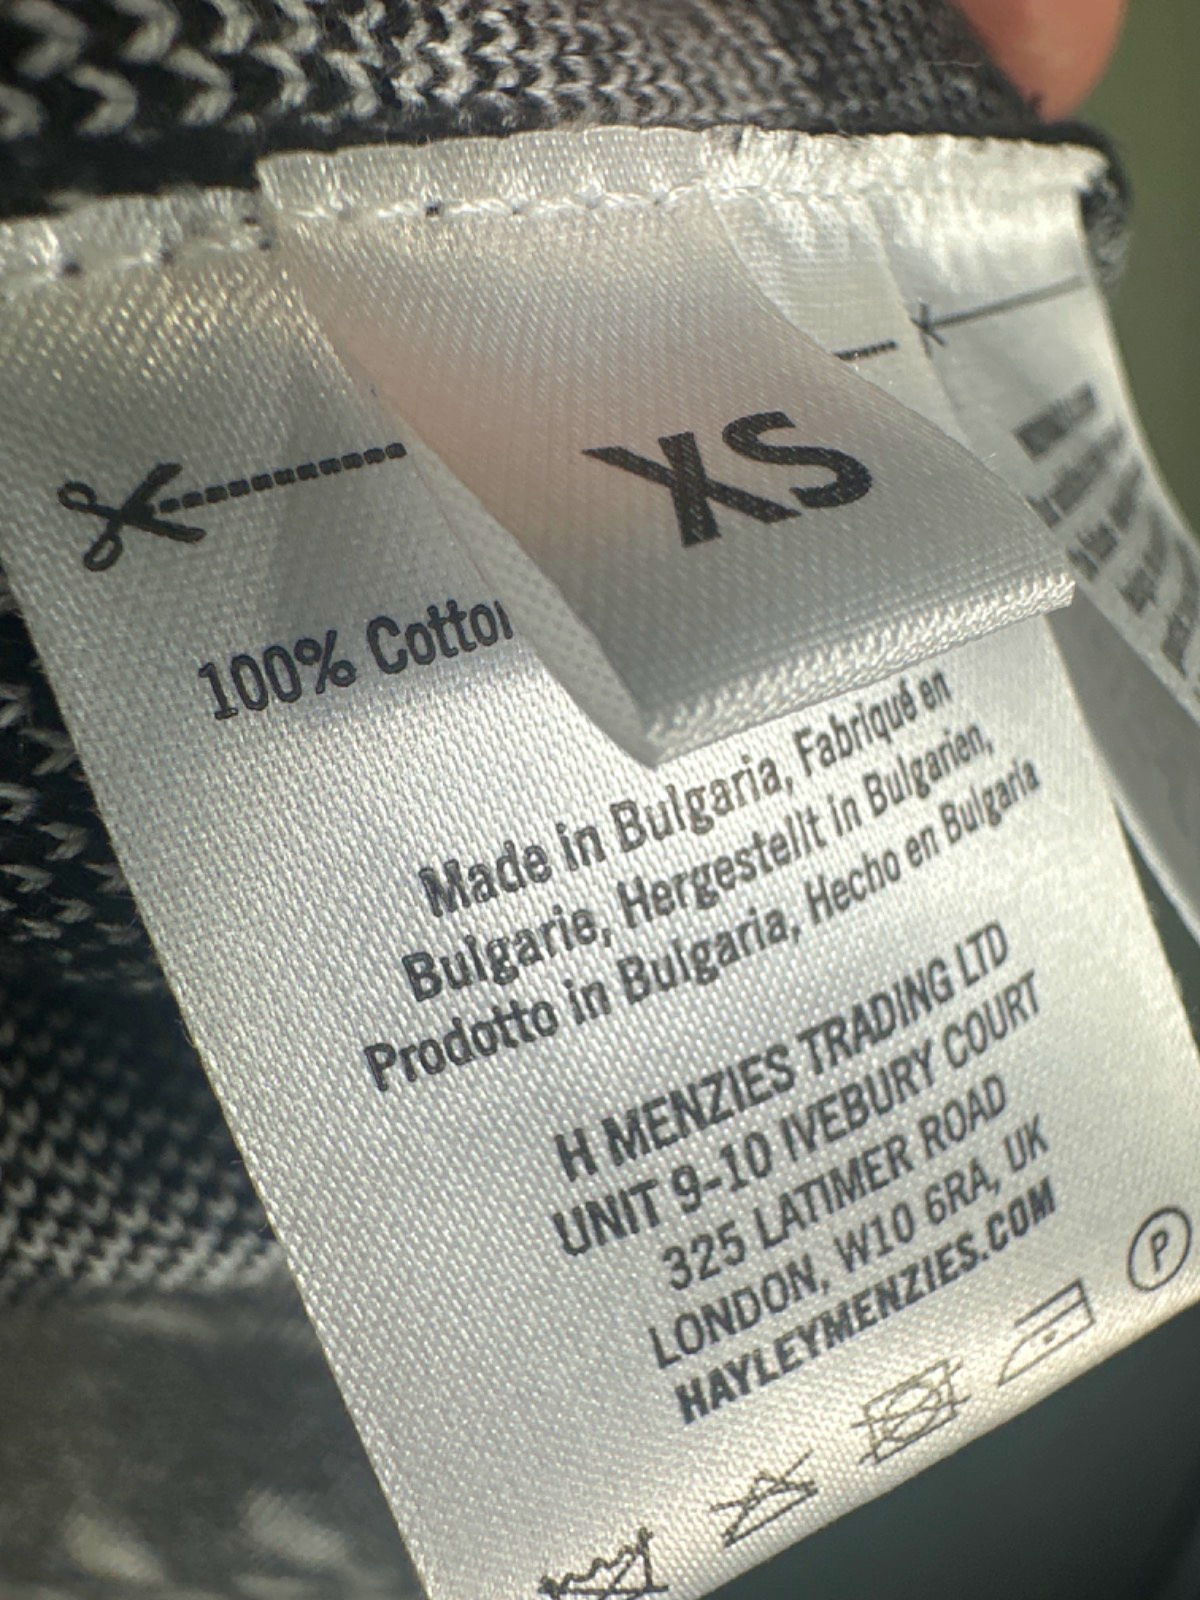 XS
100% Cotto
Made in Bulgaria, Fabriqué en
Bulgarie, Hergestellt in Bulgarien,
Prodotto in Bulgaria, Hecho en Bulgaria
H MENZIES TRADING LTD
UNIT 9-10 IVEBURY COURT
325 LATIMER ROAD
LONDON, W10 6RA, UK
HAYLEYMENZIES.COM
P